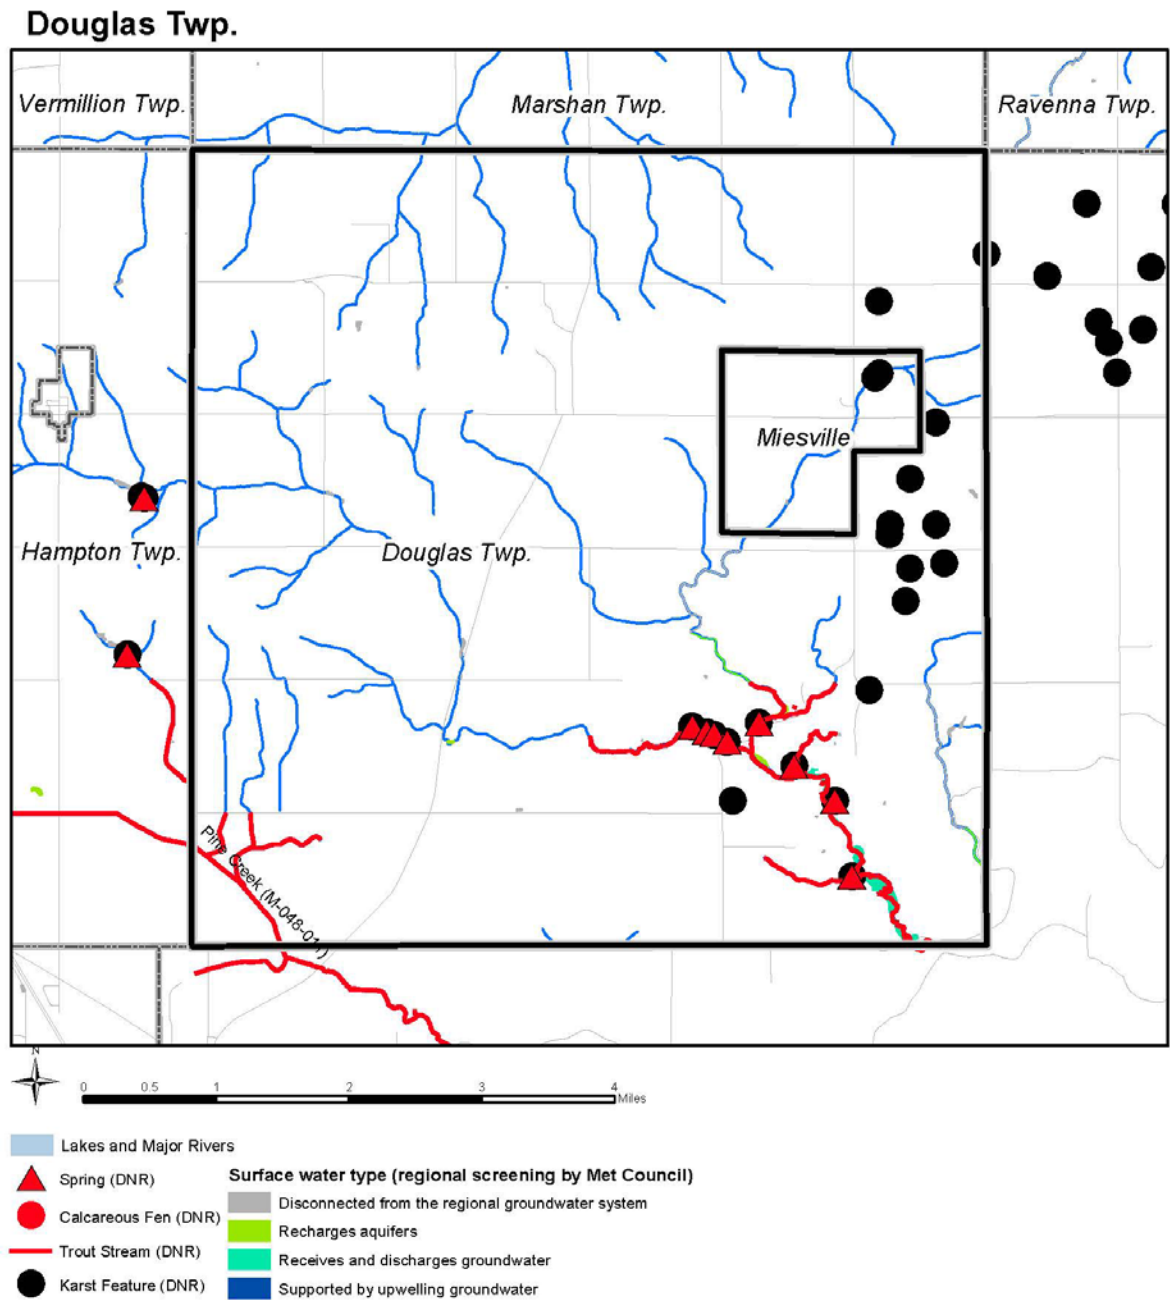 Douglas Twp.
Vermillion Twp.
Marshan Twp.
Ravenna Twp.
Miesville
Hampton Twp.
Douglas Twp.
Pine Creek (M-048-017)
N
0 0.5 1 2 3 4
Miles
Lakes and Major Rivers
Spring (DNR)
Calcareous Fen (DNR)
Trout Stream (DNR)
Karst Feature (DNR)
Surface water type (regional screening by Met Council)
Disconnected from the regional groundwater system
Recharges aquifers
Receives and discharges groundwater
Supported by upwelling groundwater